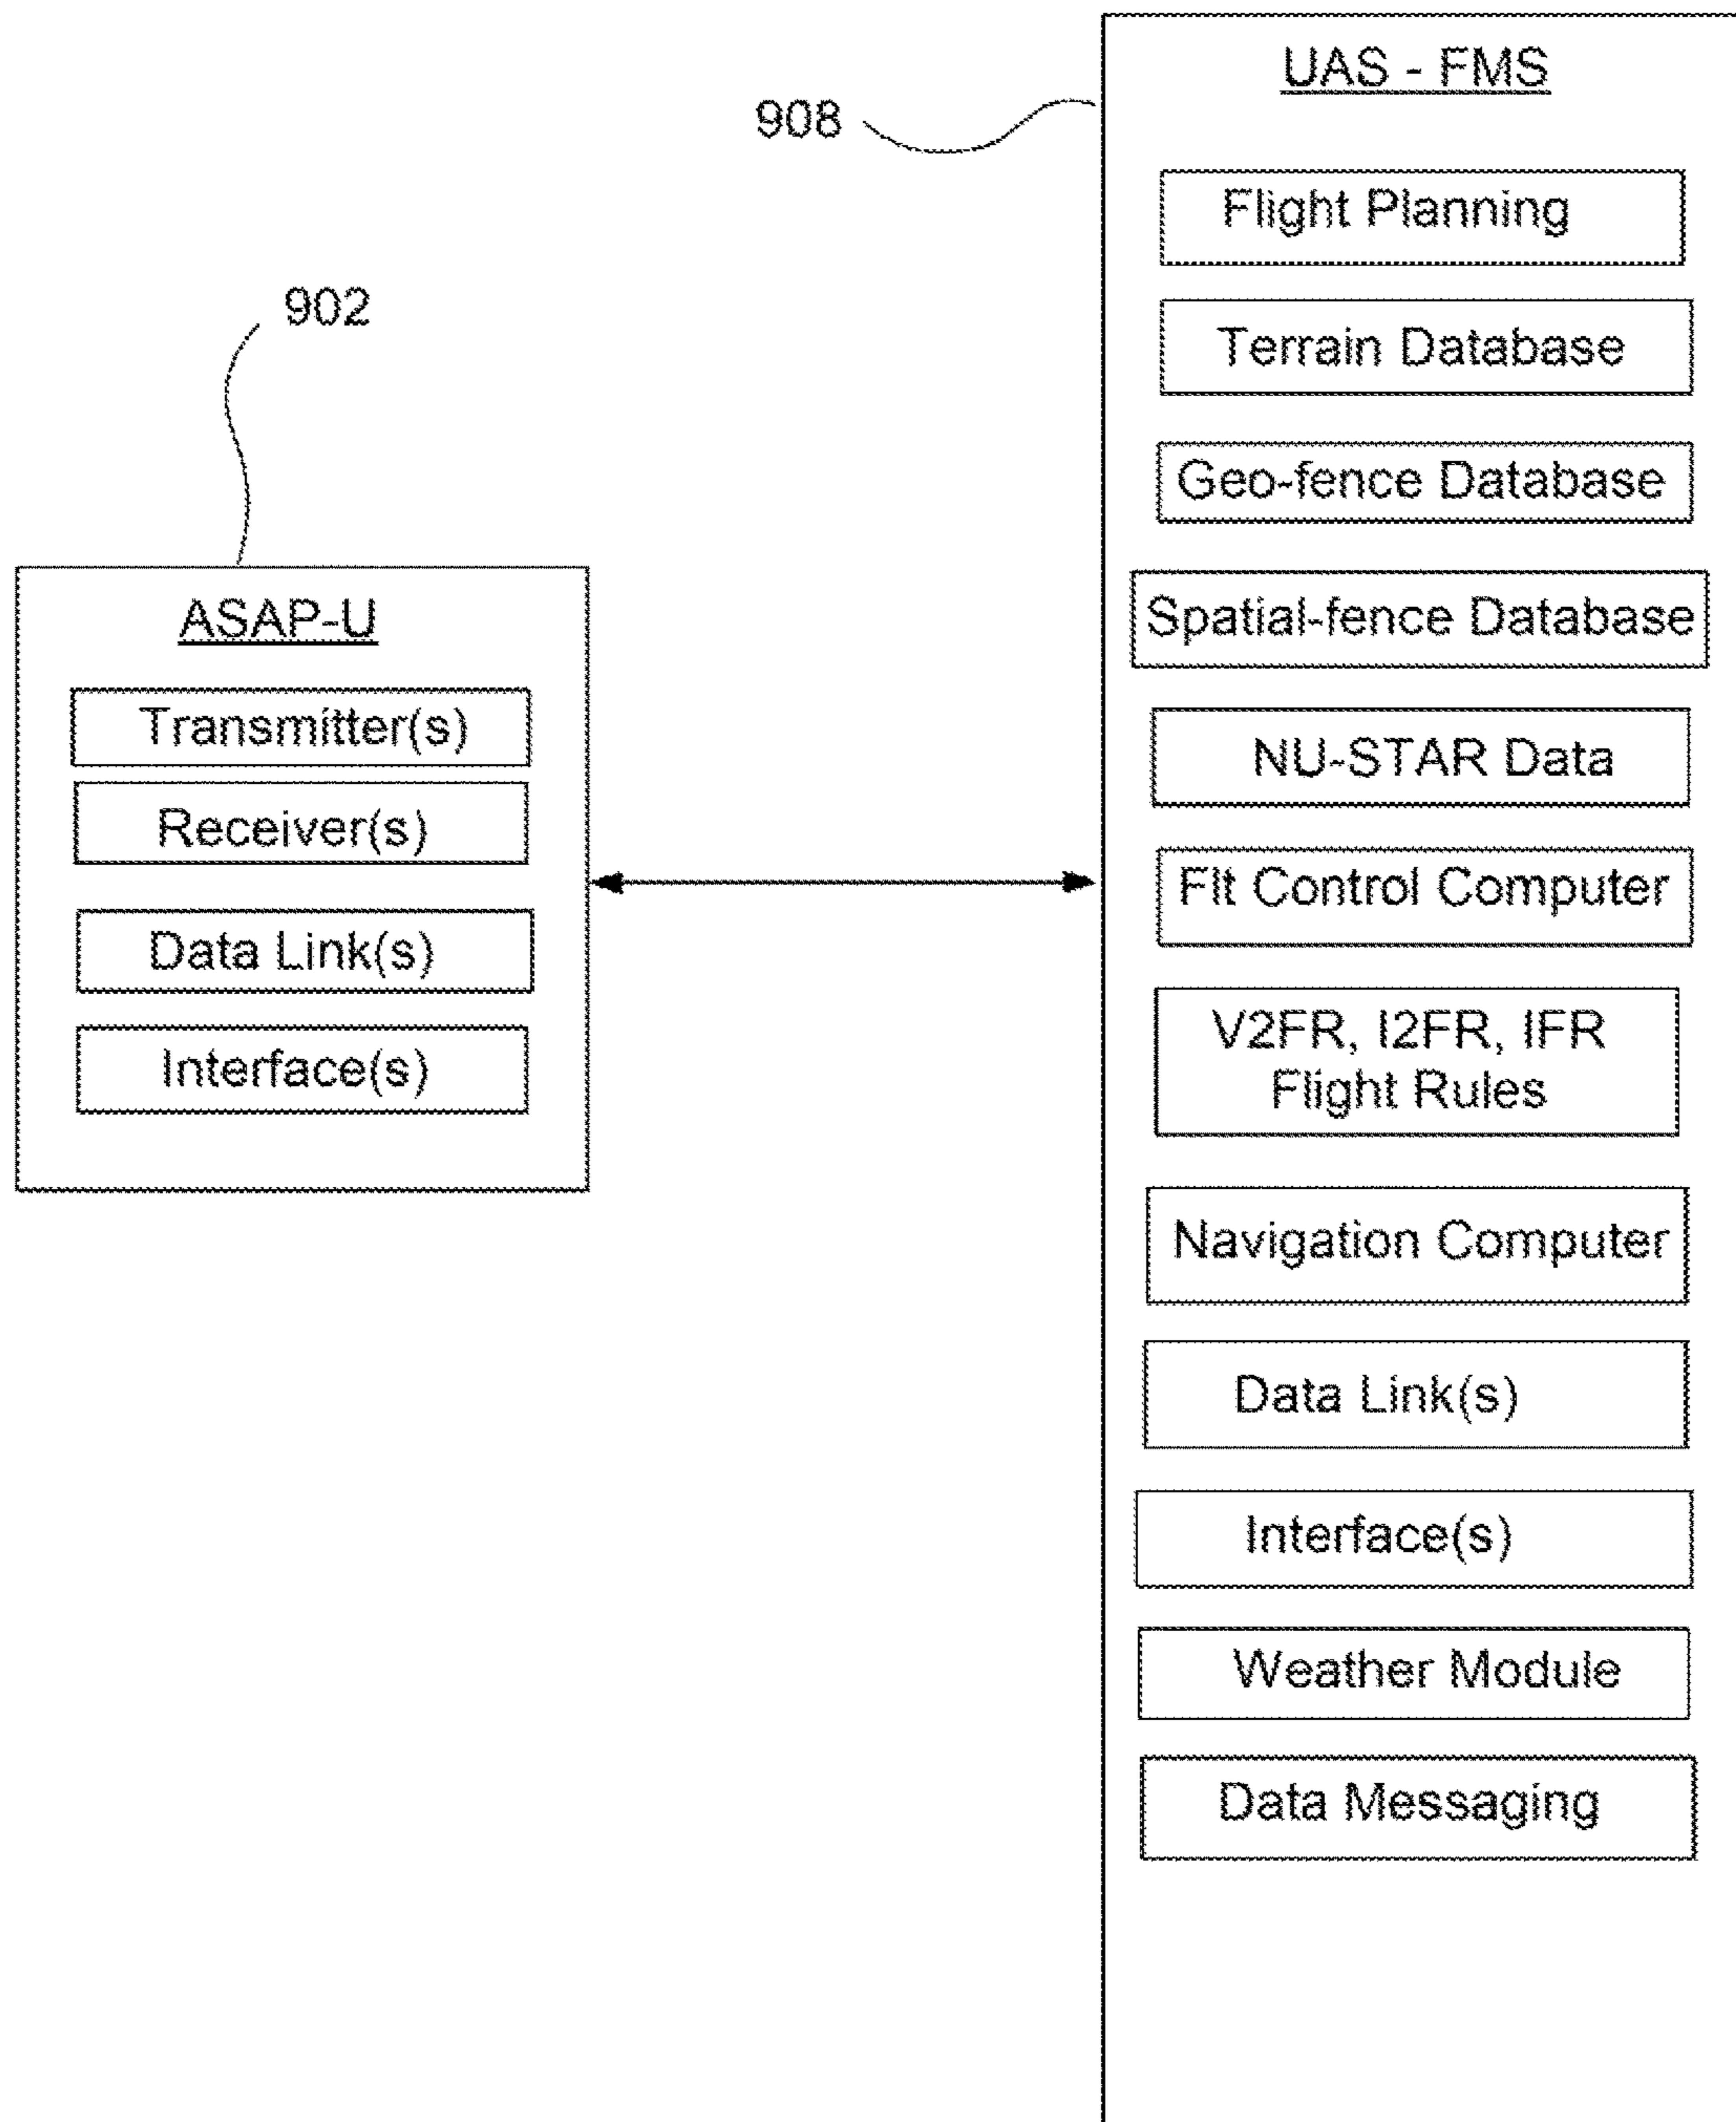 902
ASAP-U
Transmitter(s)
Receiver(s)
Data Link(s)
Interface(s)
908
UAS - FMS
Flight Planning
Terrain Database
Geo-fence Database
Spatial-fence Database
NU-STAR Data
Flt Control Computer
V2FR, I2FR, IFR
Flight Rules
Navigation Computer
Data Link(s)
Interface(s)
Weather Module
Data Messaging